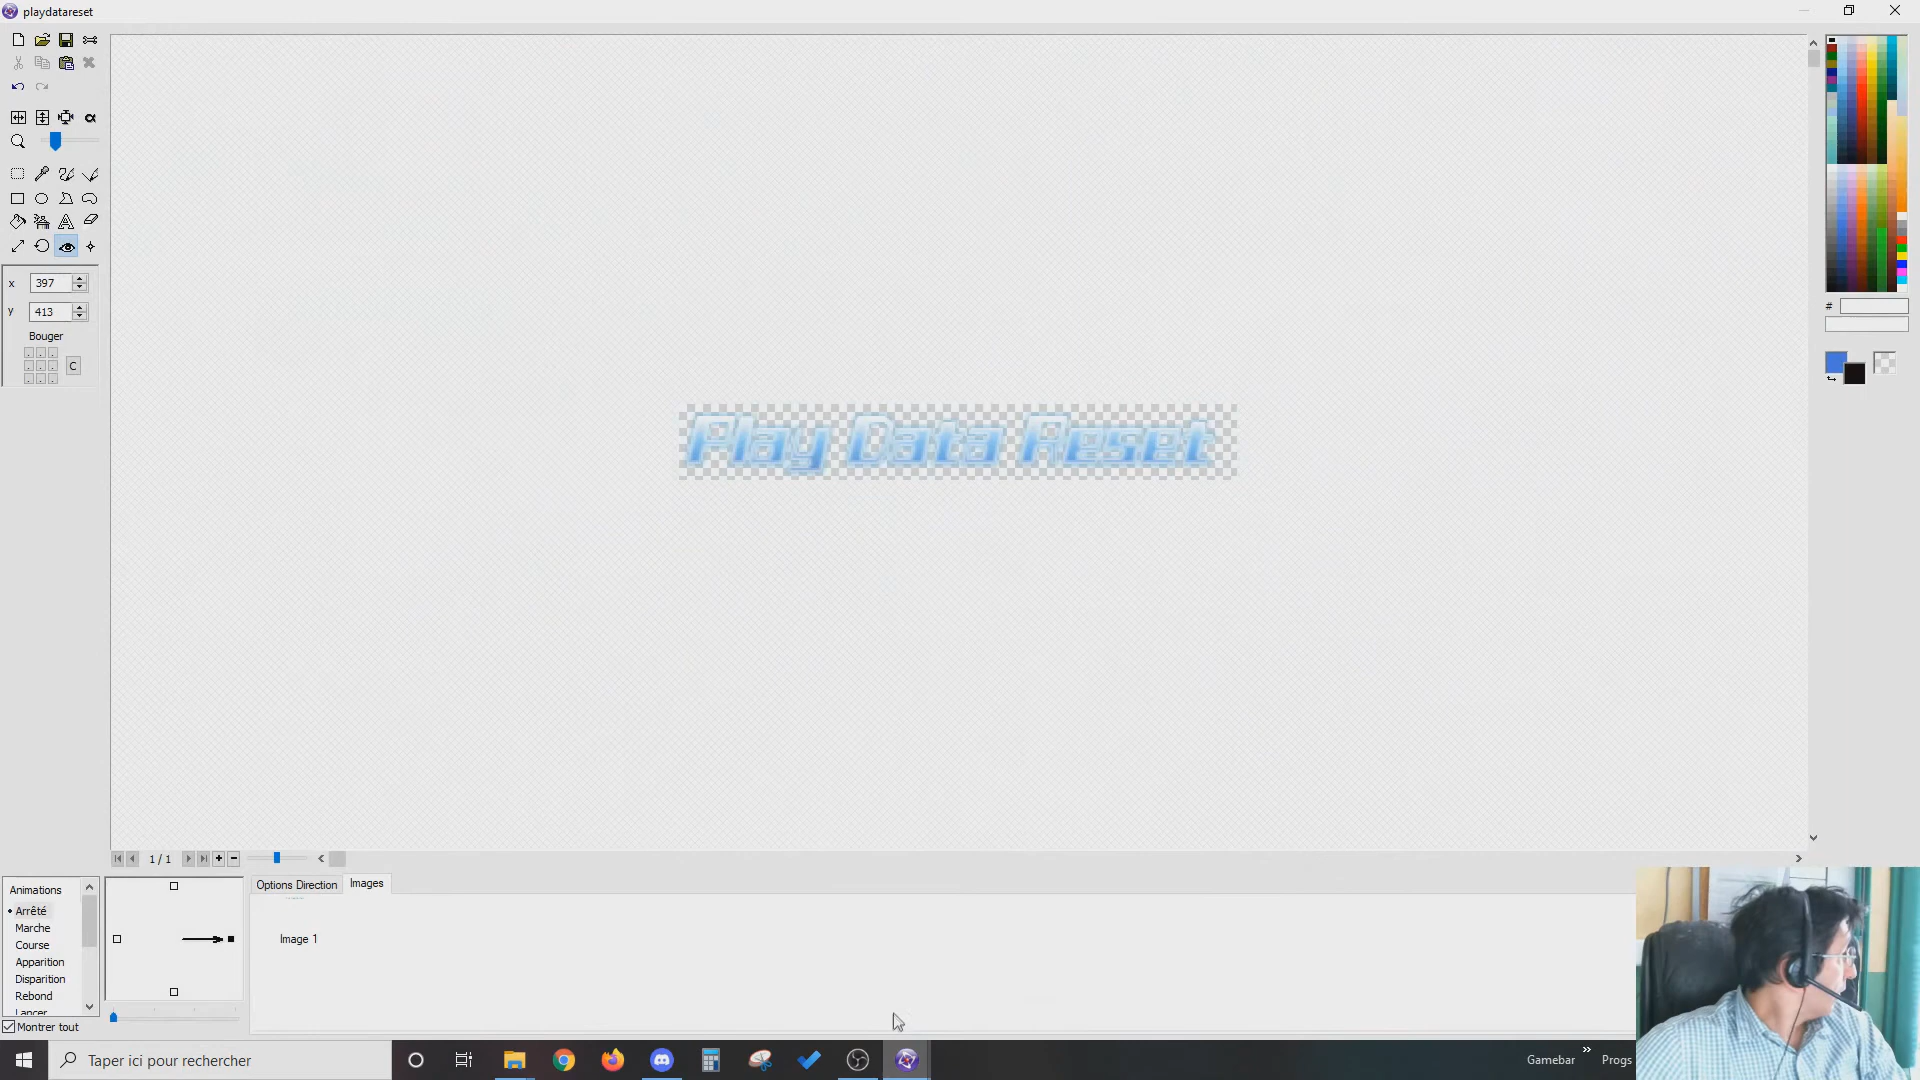 playdatareset
x 397
y 413
Bouger
C
#
Play Data Reset
1 / 1
Animations
Arrêté
Marche
Course
Apparition
Disparition
Rebond
Lancer
Montrer tout
Options Direction
Images
Image 1
Taper ici pour rechercher
Gamebar
Progs